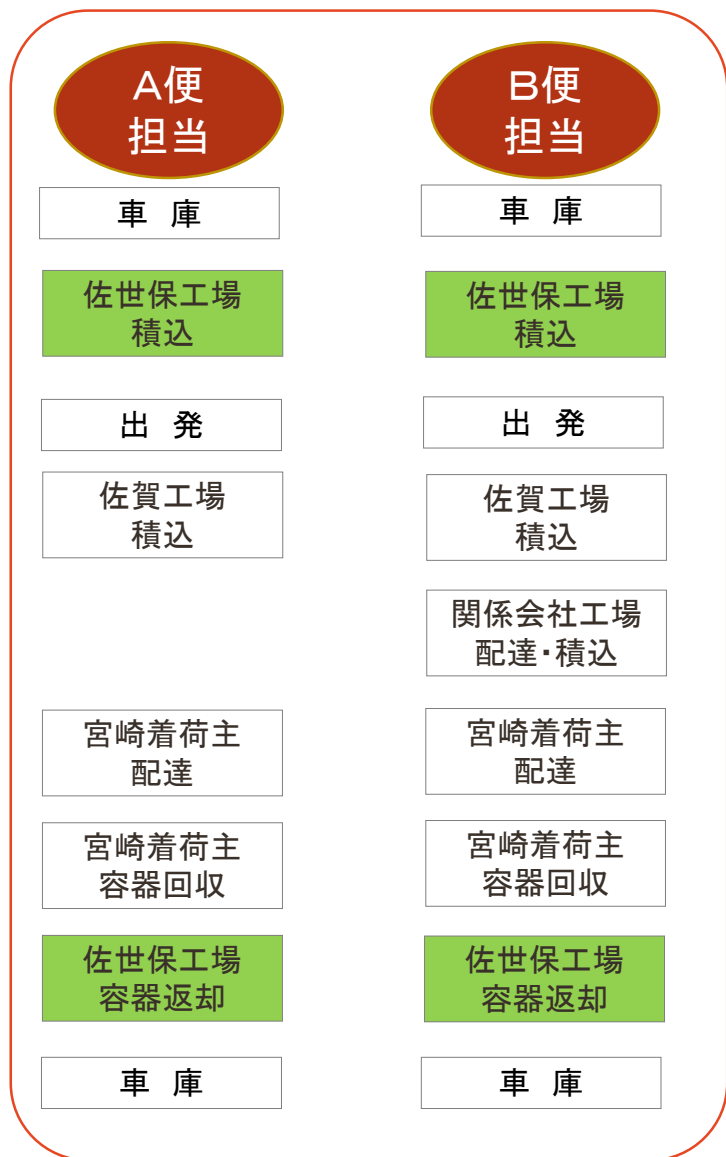 A便
担当
車 庫
佐世保工場
積込
出 発
佐賀工場
積込
宮崎着荷主
配達
宮崎着荷主
容器回収
佐世保工場
容器返却
車 庫
B便
担当
車 庫
佐世保工場
積込
出 発
佐賀工場
積込
関係会社工場
配達・積込
宮崎着荷主
配達
宮崎着荷主
容器回収
佐世保工場
容器返却
車 庫